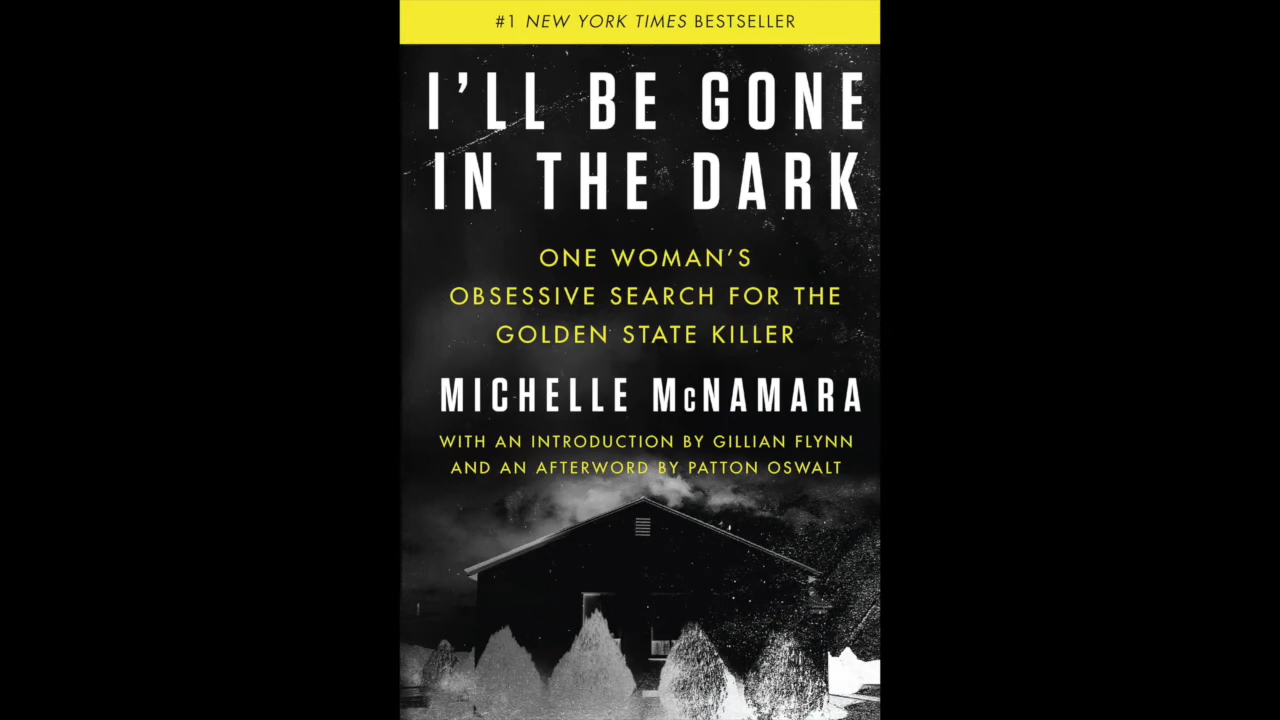 #1 NEW YORK TIMES BESTSELLER
I'LL BE GONE
IN THE DARK
ONE WOMAN'S
OBSESSIVE SEARCH FOR THE
GOLDEN STATE KILLER
MICHELLE McNAMARA
WITH AN INTRODUCTION BY GILLIAN FLYNN
AND AN AFTERWORD BY PATTON OSWALT